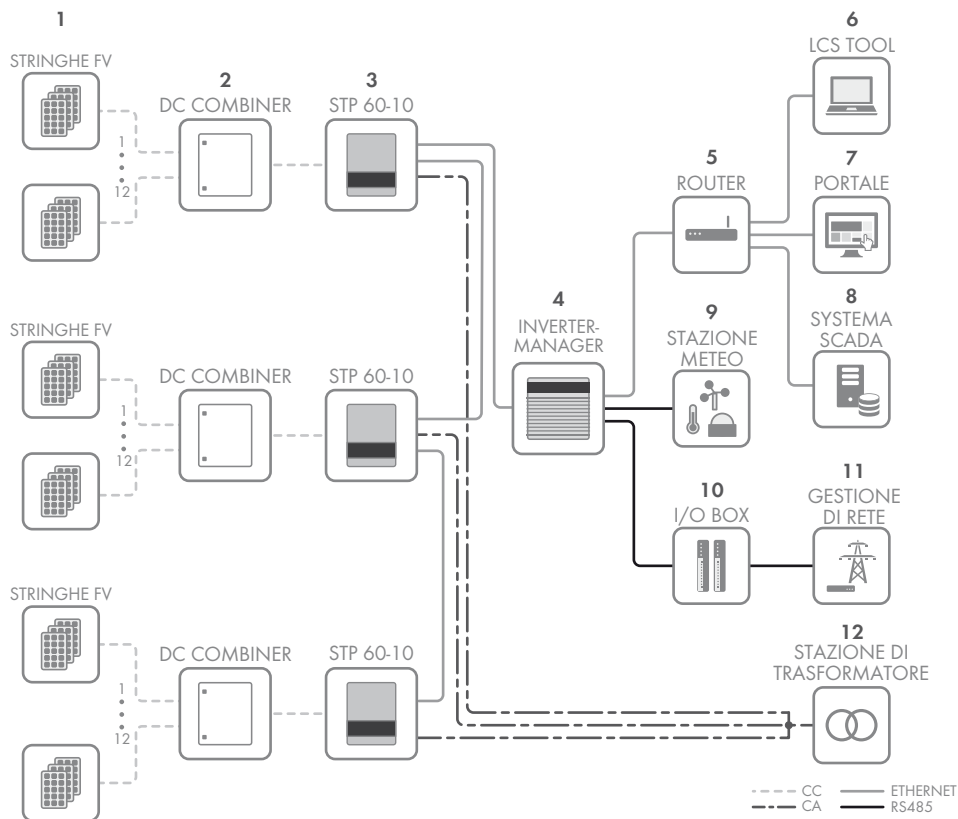 1
STRINGHE FV
2
DC COMBINER
3
STP 60-10
1
12
6
LCS TOOL
5
ROUTER
7
PORTALE
4
INVERTER-
MANAGER
9
STAZIONE
METEO
8
SYSTEMA
SCADA
STRINGHE FV
DC COMBINER
STP 60-10
1
12
10
I/O BOX
11
GESTIONE
DI RETE
STRINGHE FV
DC COMBINER
STP 60-10
1
12
12
STAZIONE DI
TRASFORMATORE
CC
ETHERNET
CA
RS485